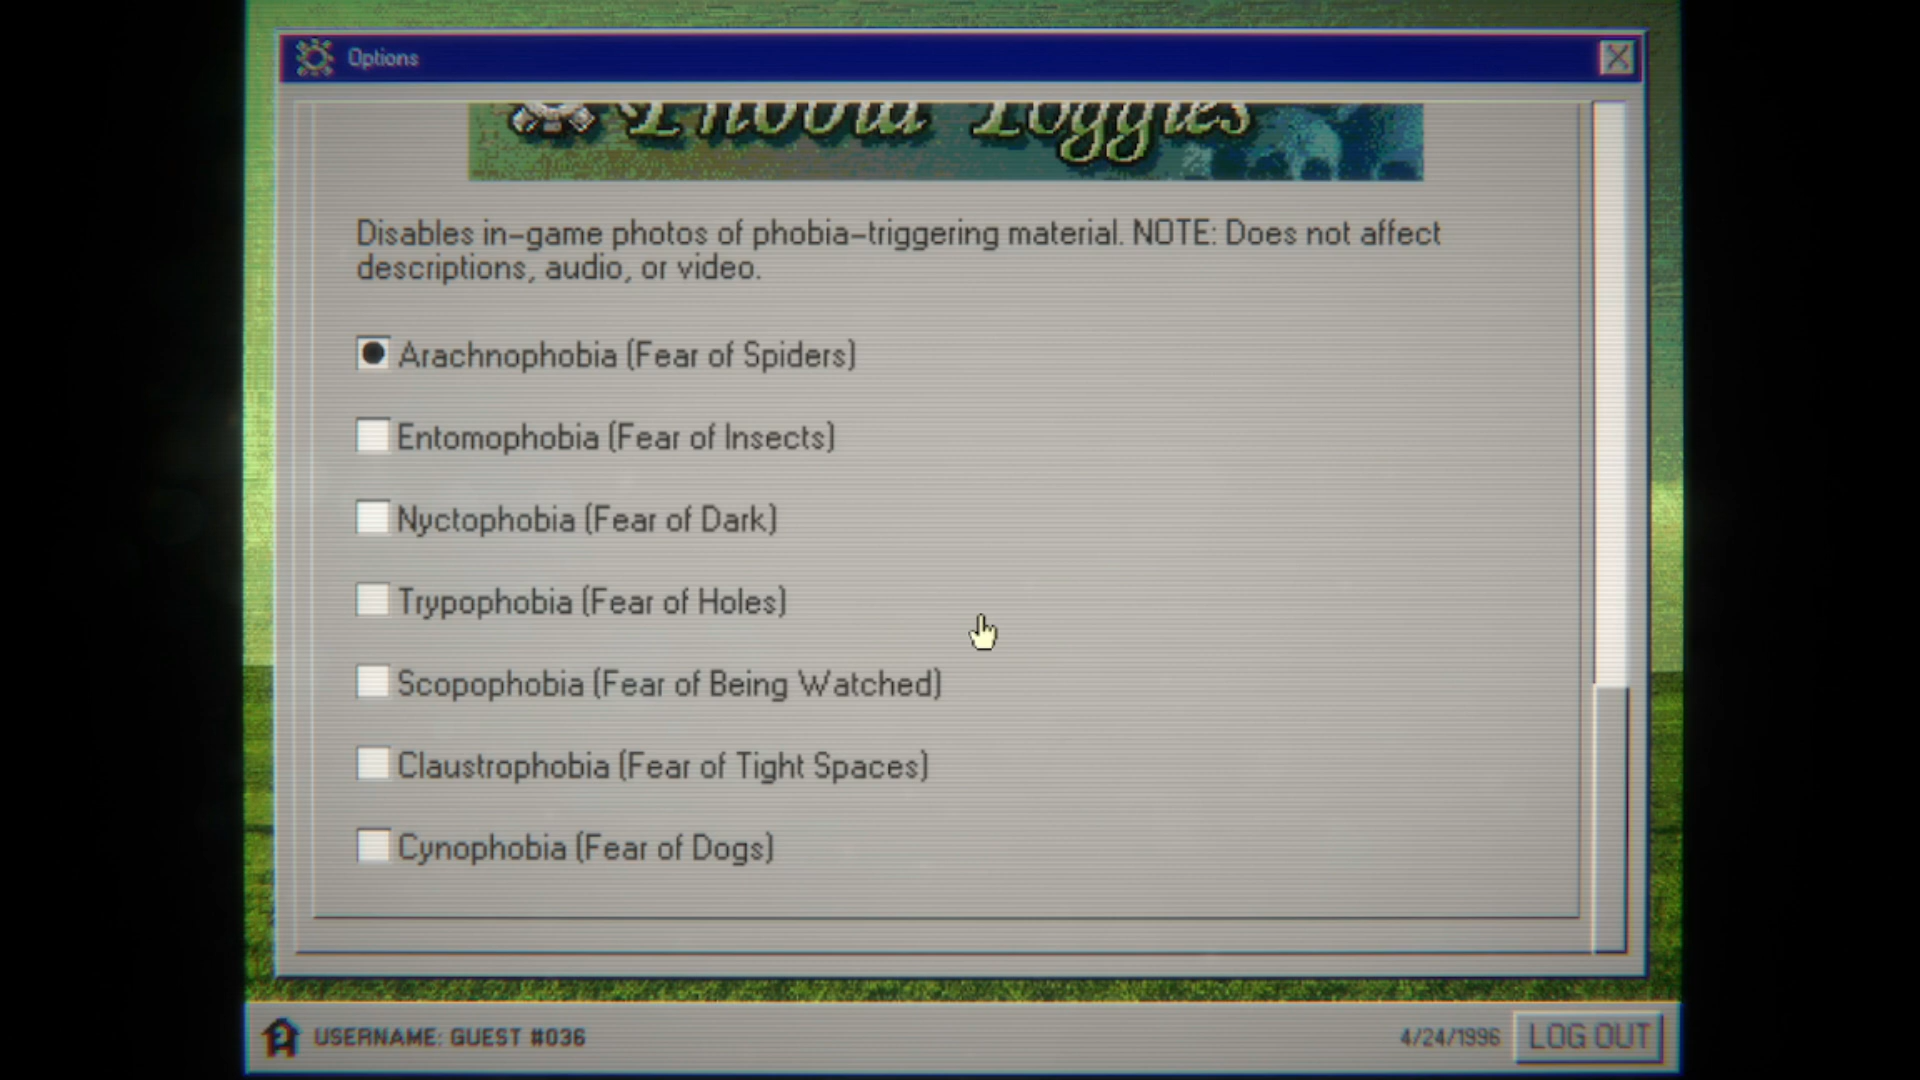 Options
Phobia Toggles
Disables in-game photos of phobia-triggering material. NOTE: Does not affect
descriptions, audio, or video.
Arachnophobia (Fear of Spiders)
Entomophobia (Fear of Insects)
Nyctophobia (Fear of Dark)
Trypophobia (Fear of Holes)
Scopophobia (Fear of Being Watched)
Claustrophobia (Fear of Tight Spaces)
Cynophobia (Fear of Dogs)
USERNAME: GUEST #036
4/24/1996
LOG OUT